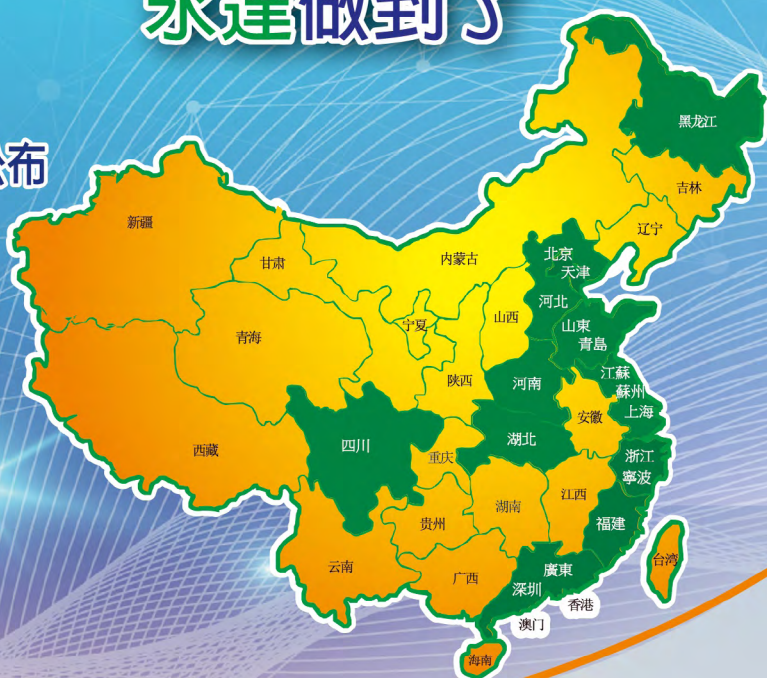 永達做到了
公布
黑龙江
吉林
辽宁
新疆
甘肃
内蒙古
北京
天津
河北
山西
宁夏
青海
山東
青島
陕西
河南
江蘇
蘇州
上海
安徽
四川
湖北
重庆
西藏
浙江
寧波
江西
湖南
贵州
福建
云南
广西
廣東
深圳
台湾
香港
澳门
海南